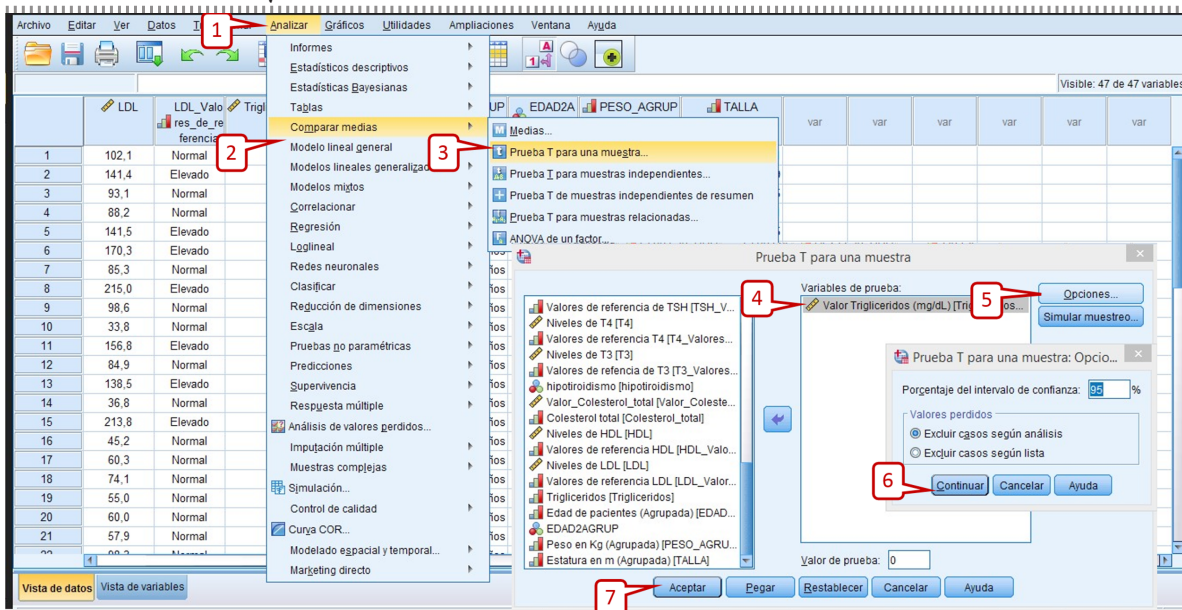 Archivo Editar Ver Datos Analizar Gráficos Utilidades Ampliaciones Ventana Ayuda
1
Visible: 47 de 47 variables
LDL LDL_Valores_de_referencia UP EDAD2A PESO_AGRUP TALLA var var var var var
1 102,1 Normal
2 141,4 Elevado
3 93,1 Normal
4 88,2 Normal
5 141,5 Elevado
6 170,3 Elevado
7 85,3 Normal
8 215,0 Elevado
9 98,6 Normal
10 33,8 Normal
11 156,8 Elevado
12 84,9 Normal
13 138,5 Elevado
14 36,8 Normal
15 213,8 Elevado
16 45,2 Normal
17 60,3 Normal
18 74,1 Normal
19 55,0 Normal
20 60,0 Normal
21 57,9 Normal
Vista de datos Vista de variables
Informes
Estadísticos descriptivos
Estadísticas Bayesianas
Tablas
Comparar medias
2
Modelo lineal general
Modelos lineales generalizad
Modelos mixtos
Correlacionar
Regresión
Loglineal
Redes neuronales
Clasificar
Reducción de dimensiones
Escala
Pruebas no paramétricas
Predicciones
Supervivencia
Respuesta múltiple
Análisis de valores perdidos...
Imputación múltiple
Muestras complejas
Simulación...
Control de calidad
Curva COR...
Modelado espacial y temporal...
Marketing directo
Medias...
3
Prueba T para una muestra...
Prueba T para muestras independientes...
Prueba T de muestras independientes de resumen
Prueba T para muestras relacionadas...
ANOVA de un factor...
Prueba T para una muestra
Valores de referencia de TSH [TSH_V...
Niveles de T4 [T4]
Valores de referencia T4 [T4_Valores...
Niveles de T3 [T3]
Valores de refencia de T3 [T3_Valores...
hipotiroidismo [hipotiroidismo]
Valor_Colesterol_total [Valor_Coleste...
Colesterol total [Colesterol_total]
Niveles de HDL [HDL]
Valores de referencia HDL [HDL_Valo...
Niveles de LDL [LDL]
Valores de referencia LDL [LDL_Valor...
Trigliceridos [Trigliceridos]
Edad de pacientes (Agrupada) [EDAD...
EDAD2AGRUP
Peso en Kg (Agrupada) [PESO_AGRU...
Estatura en m (Agrupada) [TALLA]
Variables de prueba:
4
Valor Trigliceridos (mg/dL) [Trig
5
Opciones...
Simular muestreo...
Prueba T para una muestra: Opcio...
Porcentaje del intervalo de confianza: 95 %
Valores perdidos
Excluir casos según análisis
Excluir casos según lista
6
Continuar Cancelar Ayuda
Valor de prueba: 0
7
Aceptar Pegar Restablecer Cancelar Ayuda